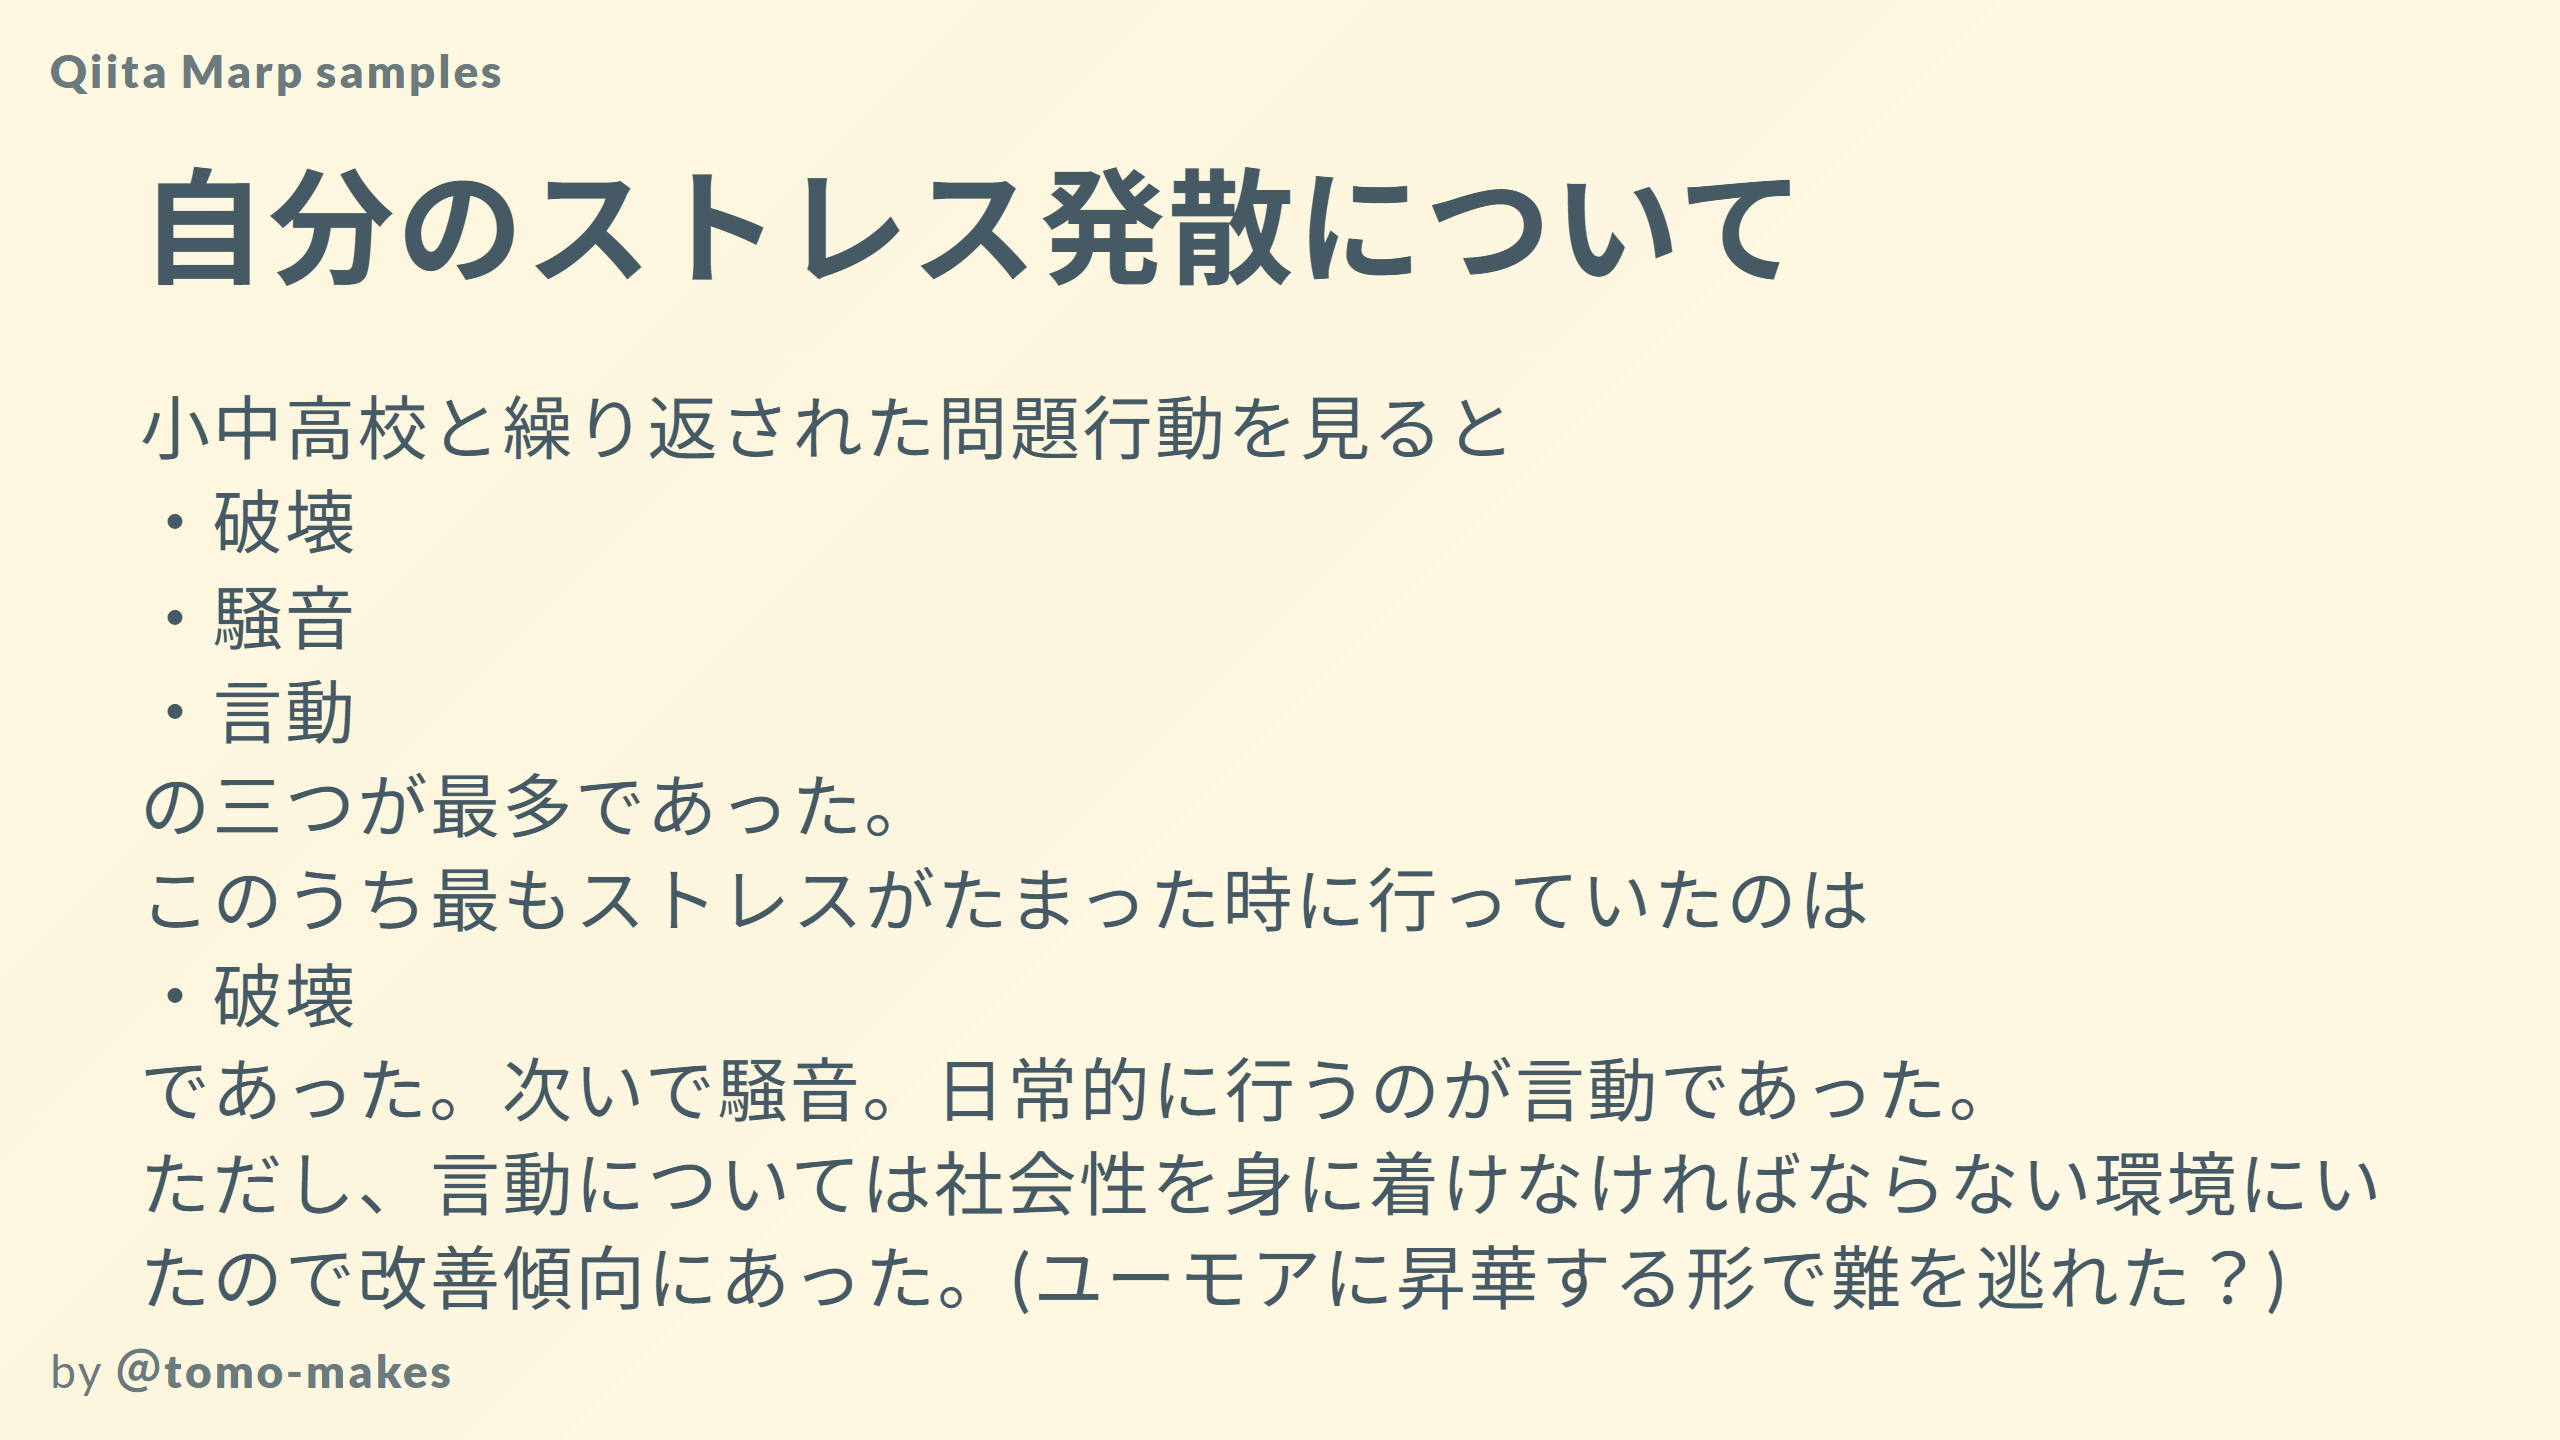 Qiita Marp samples
自分のストレス発散について
小中高校と繰り返された問題行動を見ると
・破壊
・騒音
・言動
の三つが最多であった。
このうち最もストレスがたまった時に行っていたのは
・破壊
であった。次いで騒音。日常的に行うのが言動であった。
ただし、言動については社会性を身に着けなければならない環境にい
たので改善傾向にあった。(ユーモアに昇華する形で難を逃れた？)
by @tomo-makes